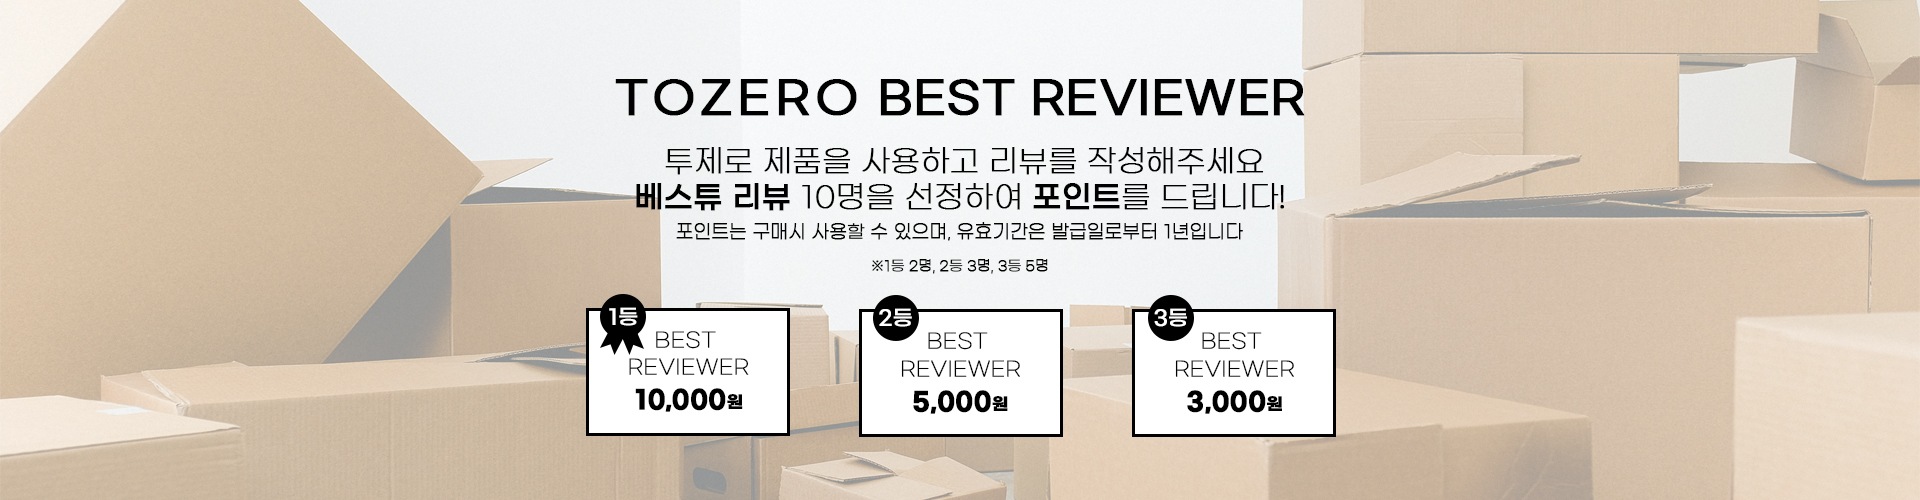 TOZERO BEST REVIEWER
투제로 제품을 사용하고 리뷰를 작성해주세요
베스튜 리뷰 10명을 선정하여 포인트를 드립니다!
포인트는 구매시 사용할 수 있으며, 유효기간은 발급일로부터 1년입니다
※1등 2명, 2등 3명, 3등 5명
1등
BEST
REVIEWER
10,000원
2등
BEST
REVIEWER
5,000원
3등
BEST
REVIEWER
3,000원